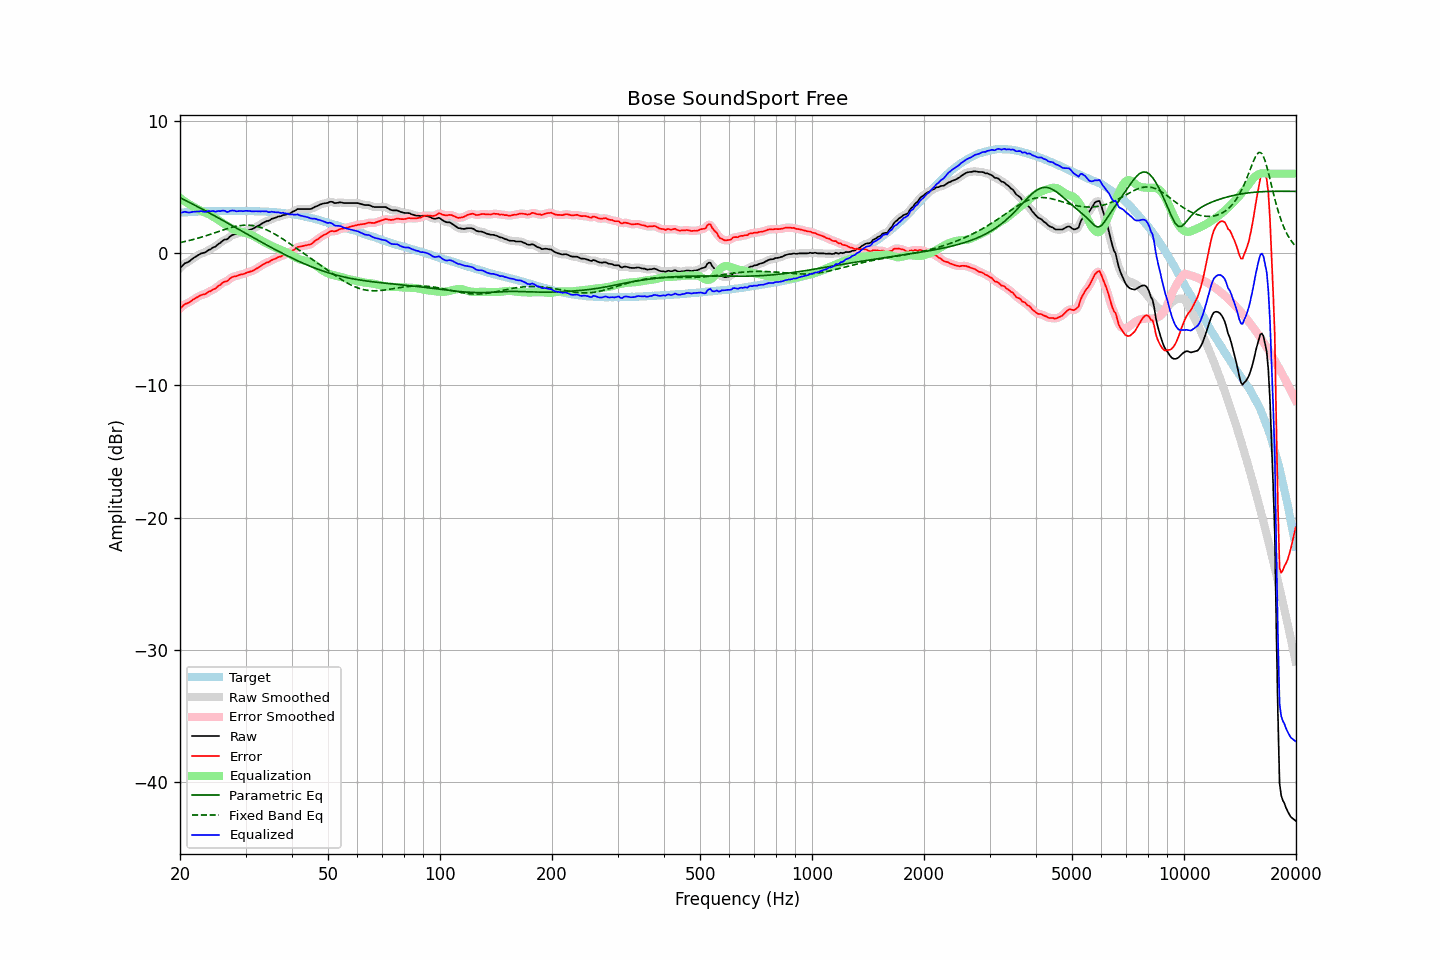 Bose SoundSport Free
Amplitude (dBr)
10
0
−10
−20
−30
−40
Target
Raw Smoothed
Error Smoothed
Raw
Error
Equalization
Parametric Eq
Fixed Band Eq
Equalized
20 50 100 200 500 1000 2000 5000 10000 20000
Frequency (Hz)